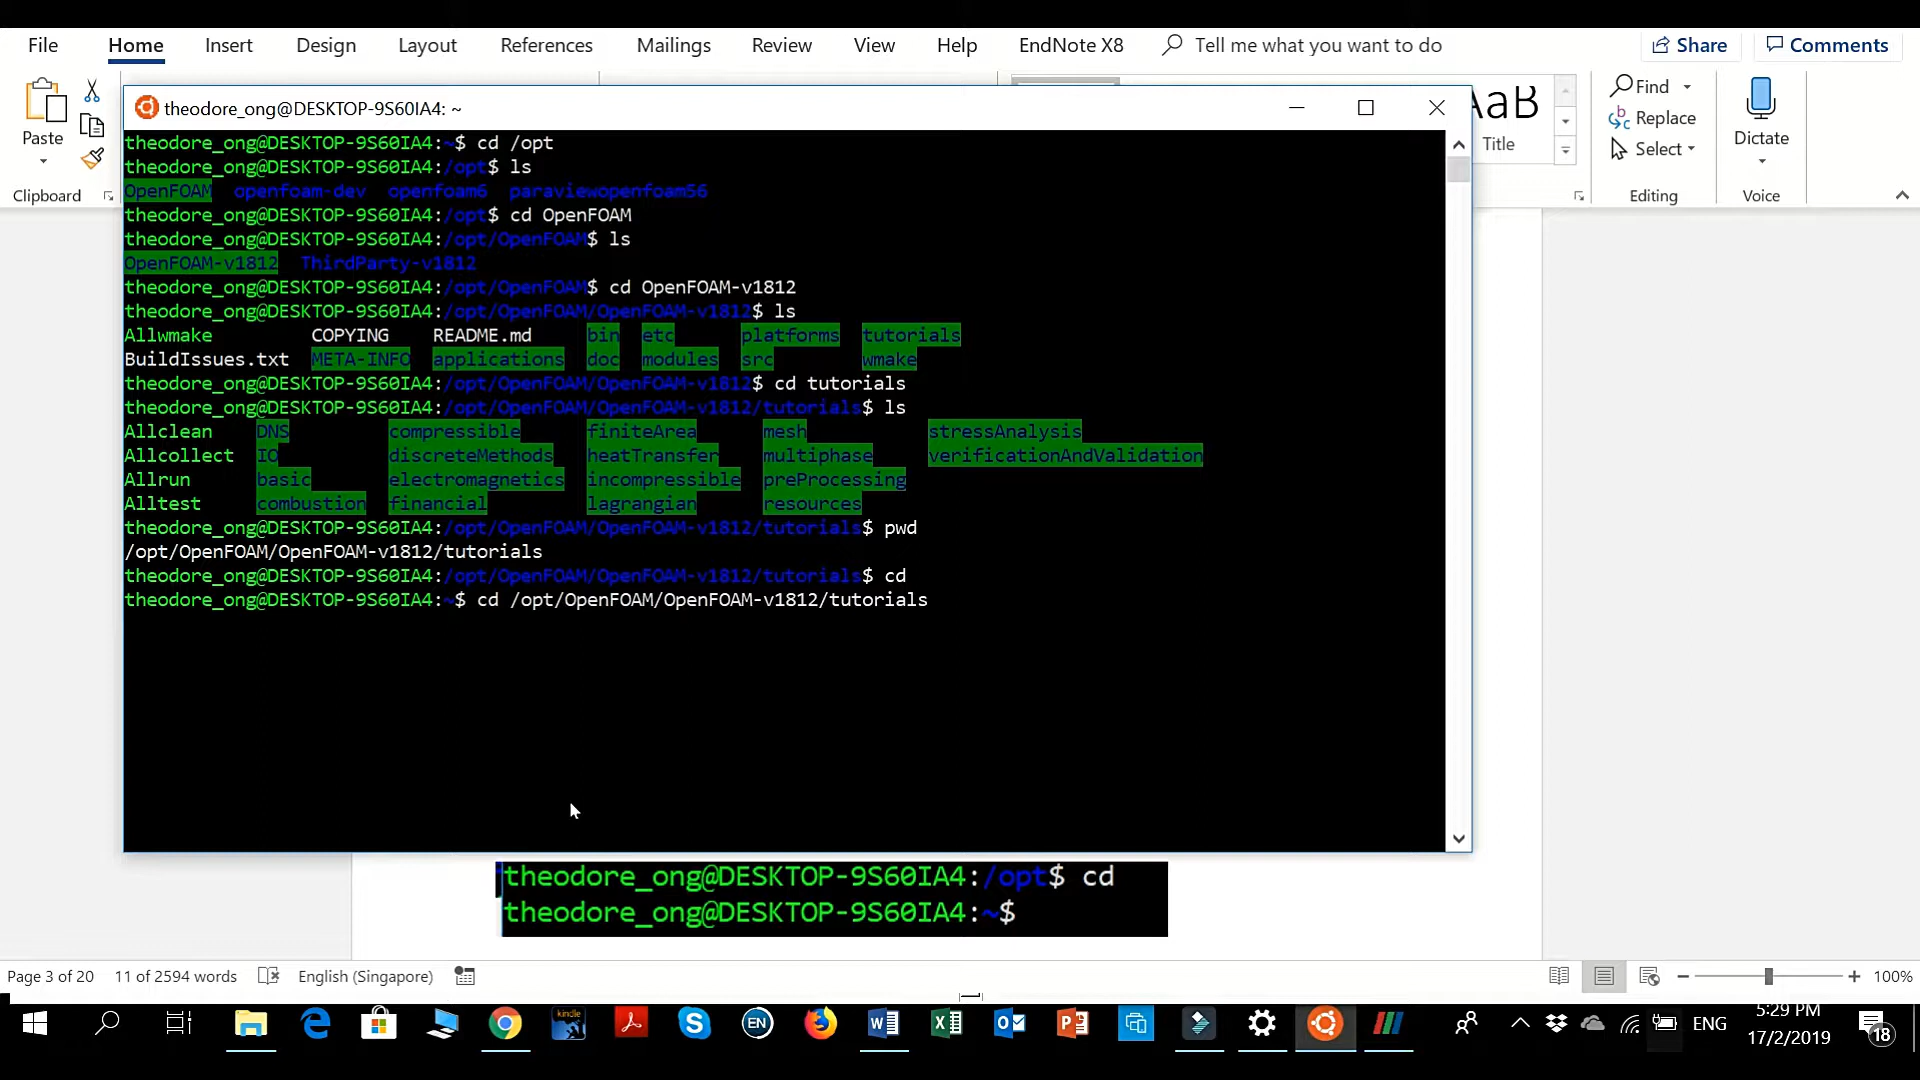 File Home Insert Design Layout References Mailings Review View Help EndNote X8 Tell me what you want to do Share Comments
Paste
Clipboard
AaB
Title
Find
Replace
Select
Editing
Dictate
Voice
theodore_ong@DESKTOP-9S60IA4: ~
theodore_ong@DESKTOP-9S60IA4:~$ cd /opt
theodore_ong@DESKTOP-9S60IA4:/opt$ ls
OpenFOAM openfoam-dev openfoam6 paraviewopenfoam56
theodore_ong@DESKTOP-9S60IA4:/opt$ cd OpenFOAM
theodore_ong@DESKTOP-9S60IA4:/opt/OpenFOAM$ ls
OpenFOAM-v1812 ThirdParty-v1812
theodore_ong@DESKTOP-9S60IA4:/opt/OpenFOAM$ cd OpenFOAM-v1812
theodore_ong@DESKTOP-9S60IA4:/opt/OpenFOAM/OpenFOAM-v1812$ ls
Allwmake COPYING README.md bin etc platforms tutorials
BuildIssues.txt META-INFO applications doc modules src wmake
theodore_ong@DESKTOP-9S60IA4:/opt/OpenFOAM/OpenFOAM-v1812$ cd tutorials
theodore_ong@DESKTOP-9S60IA4:/opt/OpenFOAM/OpenFOAM-v1812/tutorials$ ls
Allclean DNS compressible finiteArea mesh stressAnalysis
Allcollect IO discreteMethods heatTransfer multiphase verificationAndValidation
Allrun basic electromagnetics incompressible preProcessing
Alltest combustion financial lagrangian resources
theodore_ong@DESKTOP-9S60IA4:/opt/OpenFOAM/OpenFOAM-v1812/tutorials$ pwd
/opt/OpenFOAM/OpenFOAM-v1812/tutorials
theodore_ong@DESKTOP-9S60IA4:/opt/OpenFOAM/OpenFOAM-v1812/tutorials$ cd
theodore_ong@DESKTOP-9S60IA4:~$ cd /opt/OpenFOAM/OpenFOAM-v1812/tutorials
theodore_ong@DESKTOP-9S60IA4:/opt$ cd
theodore_ong@DESKTOP-9S60IA4:~$
Page 3 of 20 11 of 2594 words English (Singapore) 100%
kindle
EN
ENG
5:29 PM
17/2/2019
18